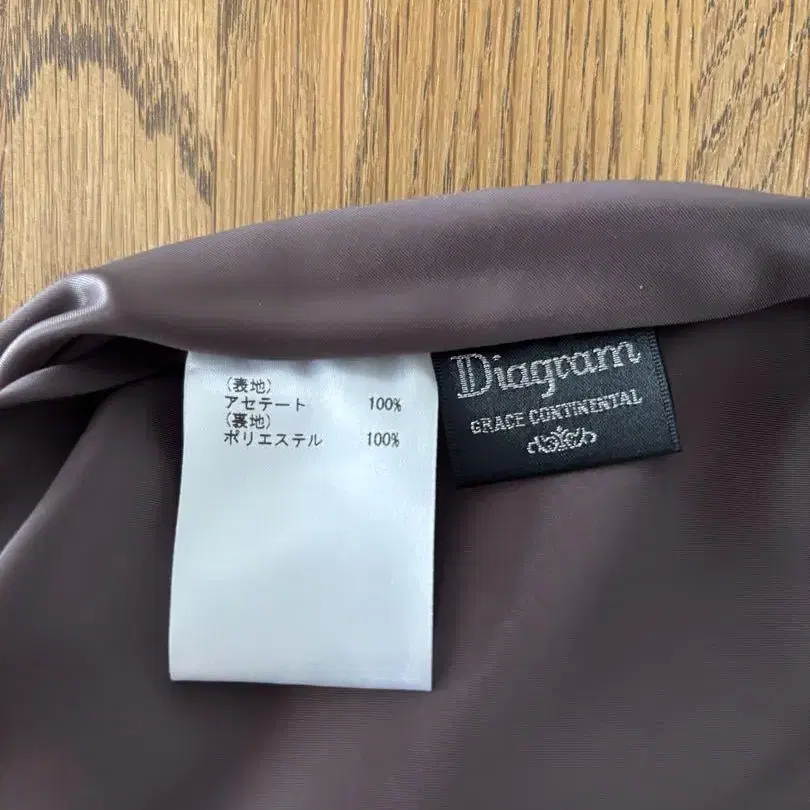 (表地)
アセテート 100%
(裏地)
ポリエステル 100%
Diagram
GRACE CONTINENTAL